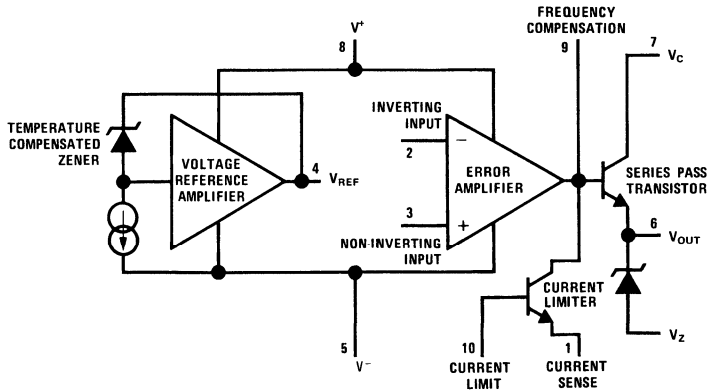 FREQUENCY
COMPENSATION
V+
8
9
7
VC
INVERTING
INPUT
2
−
TEMPERATURE
COMPENSATED
ZENER
VOLTAGE
REFERENCE
AMPLIFIER
4
VREF
ERROR
AMPLIFIER
SERIES PASS
TRANSISTOR
3
+
NON-INVERTING
INPUT
6
VOUT
CURRENT
LIMITER
VZ
5
V−
10
CURRENT
LIMIT
1
CURRENT
SENSE